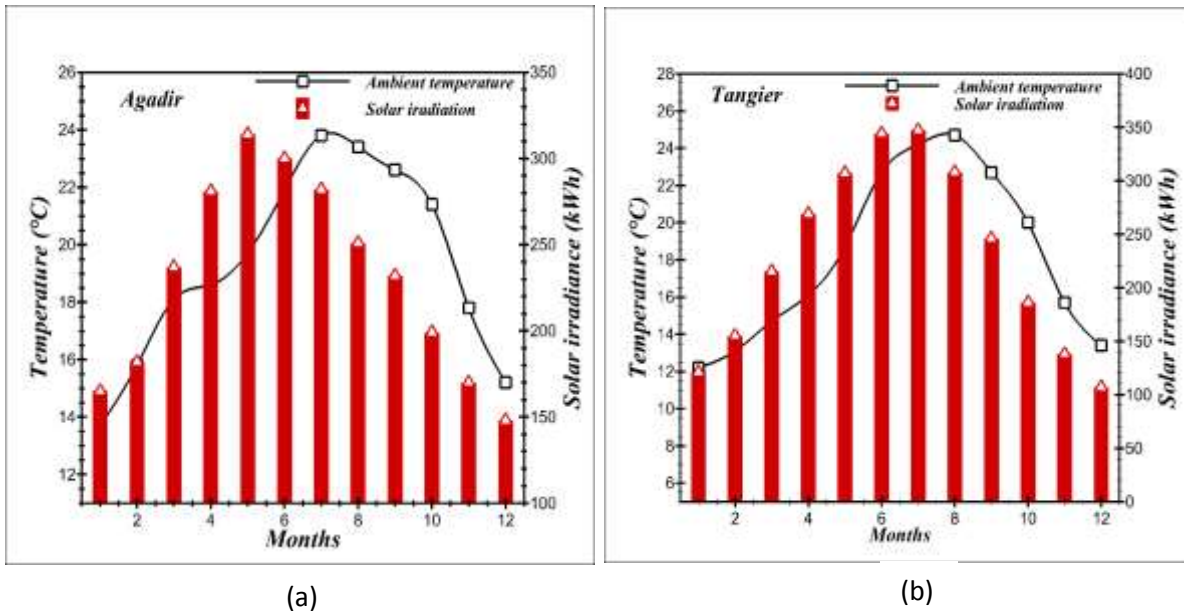 Agadir
Ambient temperature
Solar iradiation
Temperature (°C)
26
24
22
20
18
16
14
12
350
300
250
200
150
100
Solar irradiance (kWh)
2 4 6 8 10 12
Months
(a)
Tangier
Ambient temperature
Solar iradiation
Temperature (°C)
28
26
24
22
20
18
16
14
12
10
8
6
400
350
300
250
200
150
100
50
0
Solar irradiance (kWh)
2 4 6 8 10 12
Months
(b)